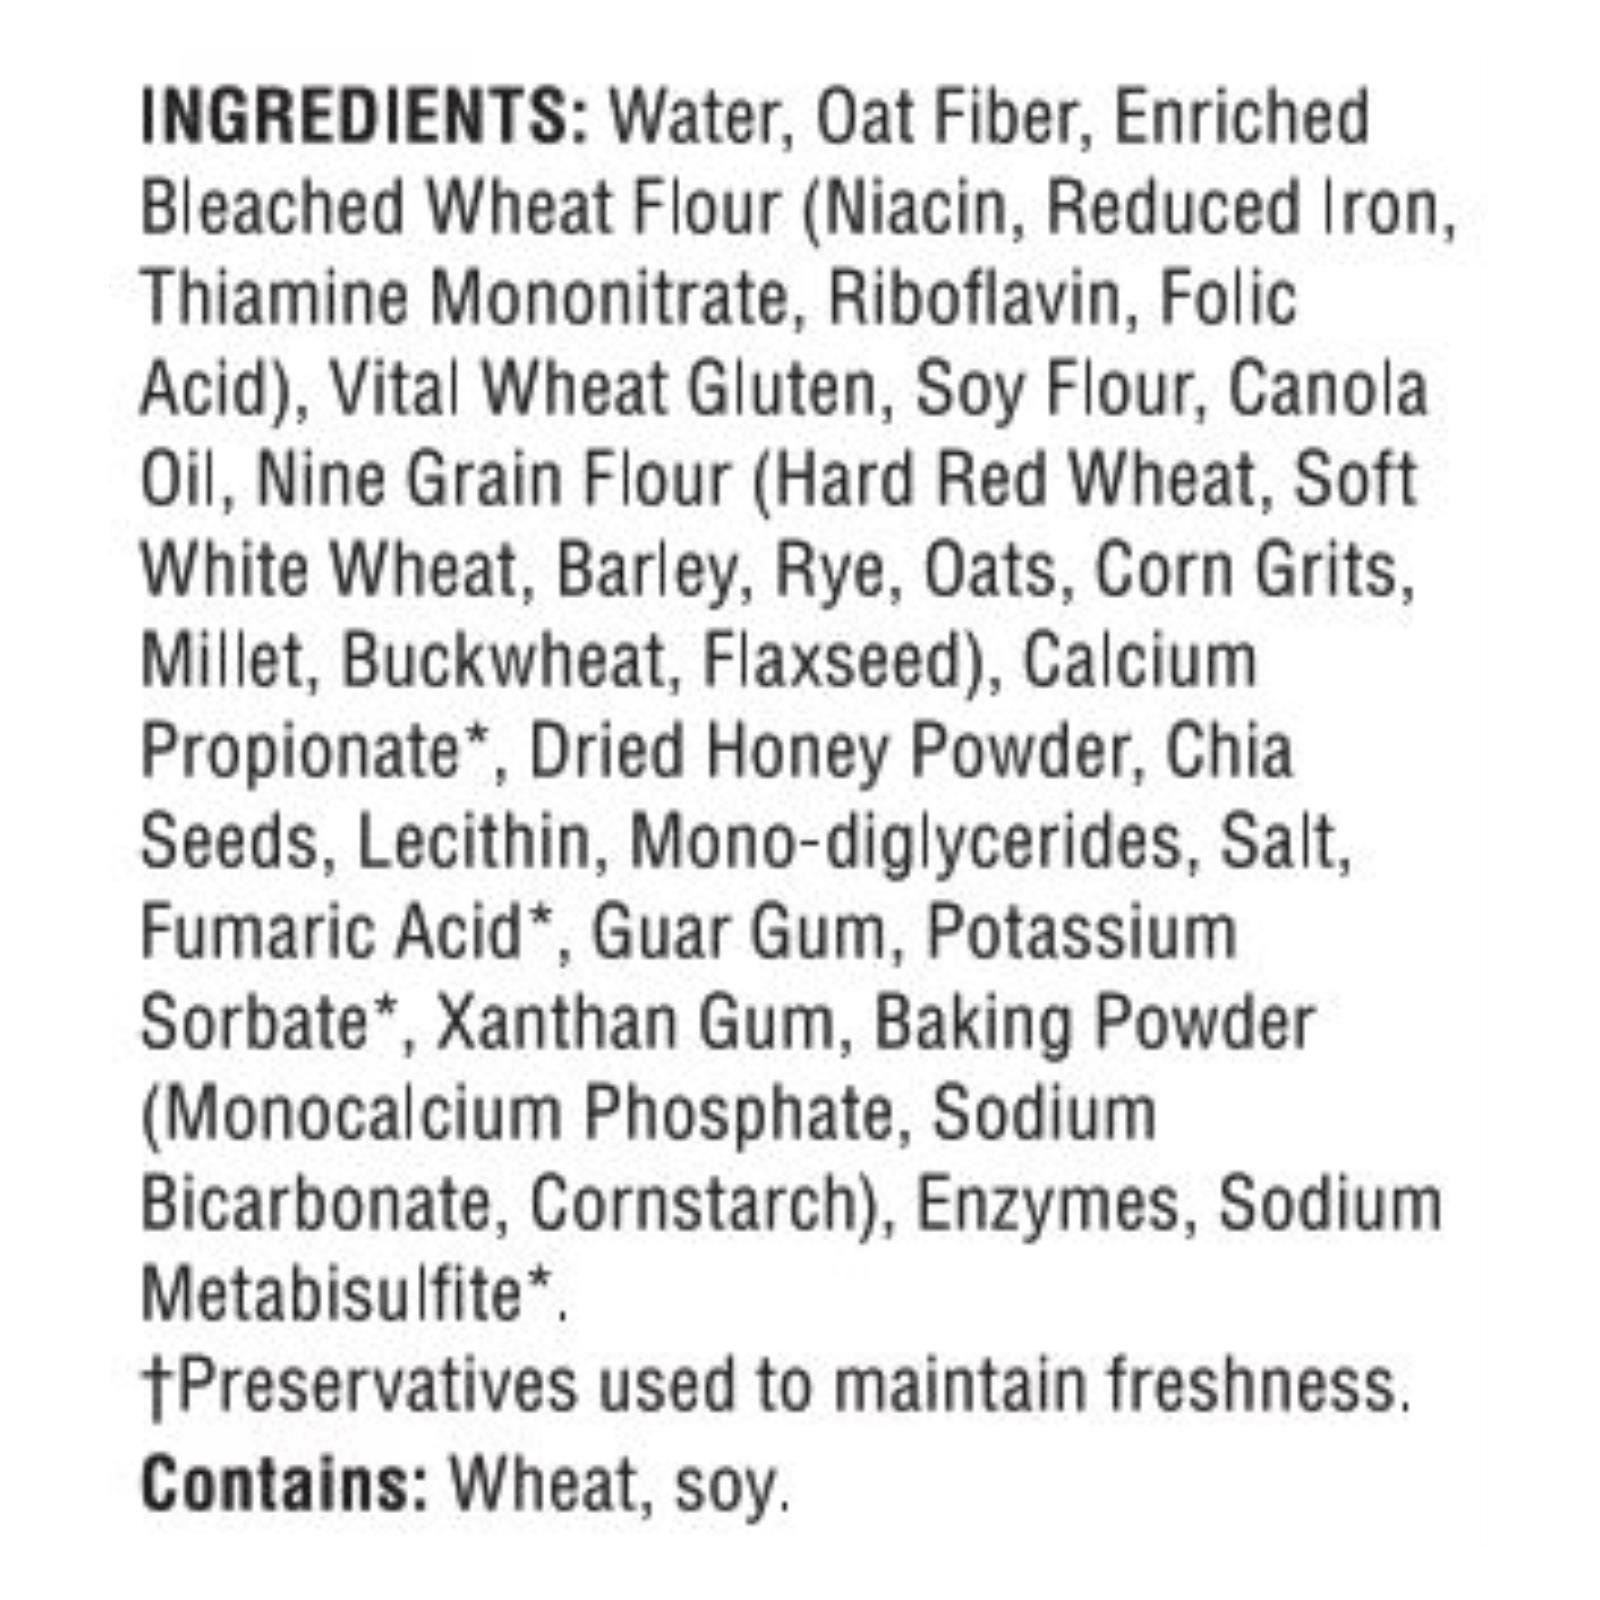 INGREDIENTS: Water, Oat Fiber, Enriched
Bleached Wheat Flour (Niacin, Reduced Iron,
Thiamine Mononitrate, Riboflavin, Folic
Acid), Vital Wheat Gluten, Soy Flour, Canola
Oil, Nine Grain Flour (Hard Red Wheat, Soft
White Wheat, Barley, Rye, Oats, Corn Grits,
Millet, Buckwheat, Flaxseed), Calcium
Propionate*, Dried Honey Powder, Chia
Seeds, Lecithin, Mono-diglycerides, Salt,
Fumaric Acid*, Guar Gum, Potassium
Sorbate*, Xanthan Gum, Baking Powder
(Monocalcium Phosphate, Sodium
Bicarbonate, Cornstarch), Enzymes, Sodium
Metabisulfite*.
†Preservatives used to maintain freshness.
Contains: Wheat, soy.